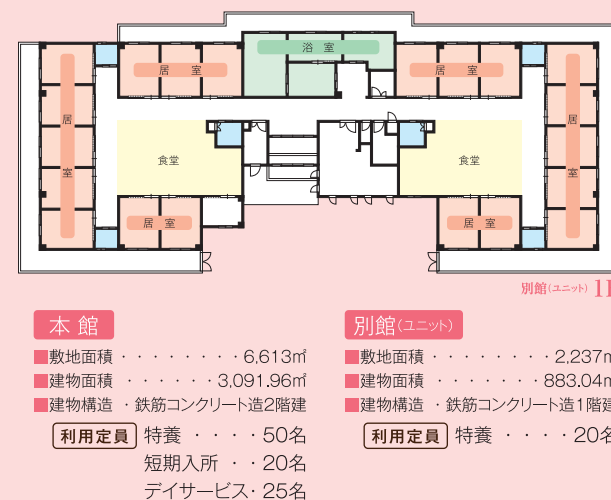 浴 室
居 室
居 室
居 室
居 室
食堂
食堂
居 室
居 室
別館(ユニット) 1F
本 館
■敷地面積 ・・・・・・・・6,613㎡
■建物面積 ・・・・・・3,091.96㎡
■建物構造 ・鉄筋コンクリート造2階建
利用定員 特養 ・・・・50名
短期入所 ・・20名
デイサービス・25名
別館(ユニット)
■敷地面積 ・・・・・・・・2,237㎡
■建物面積 ・・・・・・・883.04㎡
■建物構造 ・鉄筋コンクリート造1階建
利用定員 特養 ・・・・20名